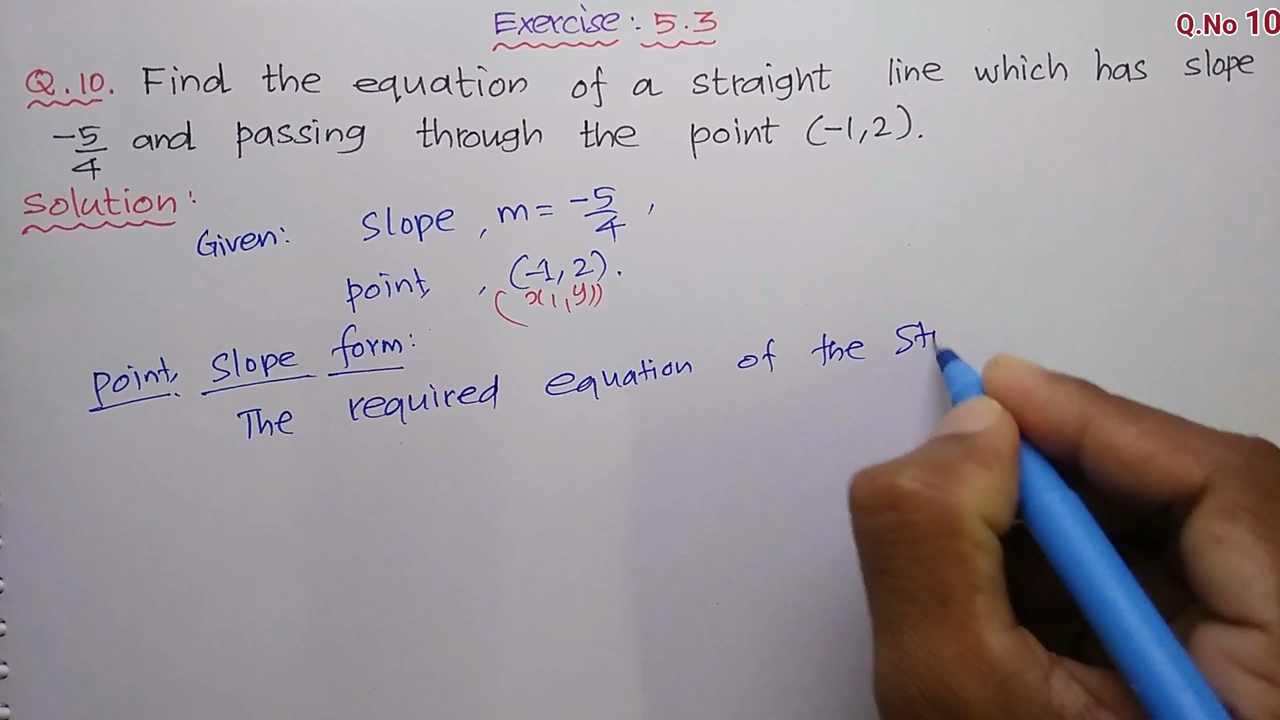 Exercise: 5.3
Q.No 10
Q.10. Find the equation of a straight line which has slope
-5/4 and passing through the point (-1,2).
Solution:
Given: slope, m = -5/4,
point, (-1, 2).
(x1, y1)
point, slope form:
The required equation of the st